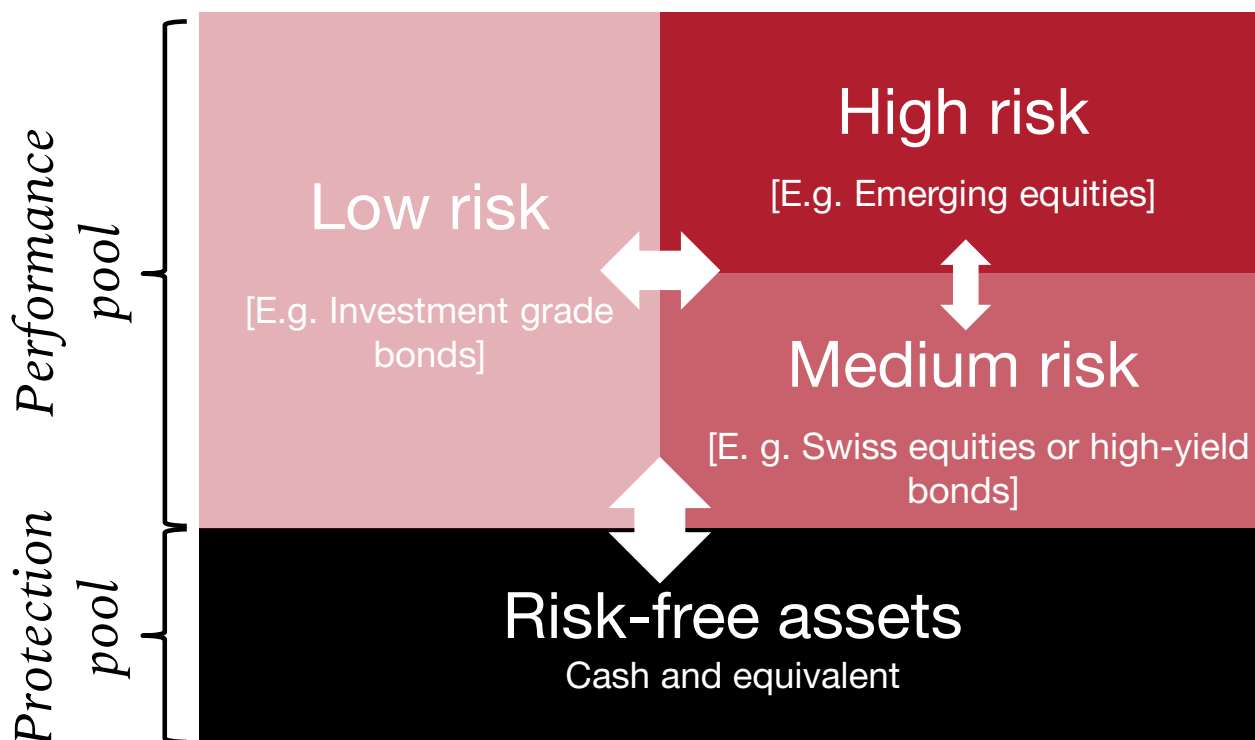 Performance
pool
Low risk
[E.g. Investment grade
bonds]
High risk
[E.g. Emerging equities]
Medium risk
[E. g. Swiss equities or high-yield
bonds]
Protection
pool
Risk-free assets
Cash and equivalent